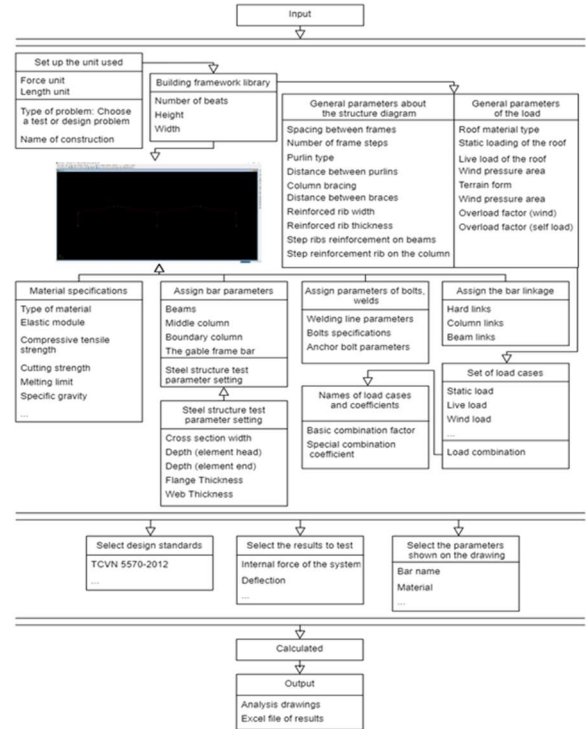 Input
Set up the unit used
Force unit
Length unit
Type of problem: Choose
a test or design problem
Name of construction
Building framework library
Number of beats
Height
Width
General parameters about
the structure diagram
Spacing between frames
Number of frame steps
Purlin type
Distance between purlins
Column bracing
Distance between braces
Reinforced rib width
Reinforced rib thickness
Step ribs reinforcement on beams
Step reinforcement rib on the column
General parameters
of the load
Roof material type
Static loading of the roof
Live load of the roof
Wind pressure area
Terrain form
Wind pressure area
Overload factor (wind)
Overload factor (self load)
Material specifications
Type of material
Elastic module
Compressive tensile
strength
Cutting strength
Melting limit
Specific gravity
...
Assign bar parameters
Beams
Middle column
Boundary column
The gable frame bar
Steel structure test
parameter setting
Steel structure test
parameter setting
Cross section width
Depth (element head)
Depth (element end)
Flange Thickness
Web Thickness
Assign parameters of bolts,
welds
Welding line parameters
Bolts specifications
Anchor bolt parameters
Names of load cases
and coefficients
Basic combination factor
Special combination
coefficient
Assign the bar linkage
Hard links
Column links
Beam links
Set of load cases
Static load
Live load
Wind load
...
Load combination
Select design standards
TCVN 5570-2012
...
Select the results to test
Internal force of the system
Deflection
...
Select the parameters
shown on the drawing
Bar name
Material
...
Calculated
Output
Analysis drawings
Excel file of results